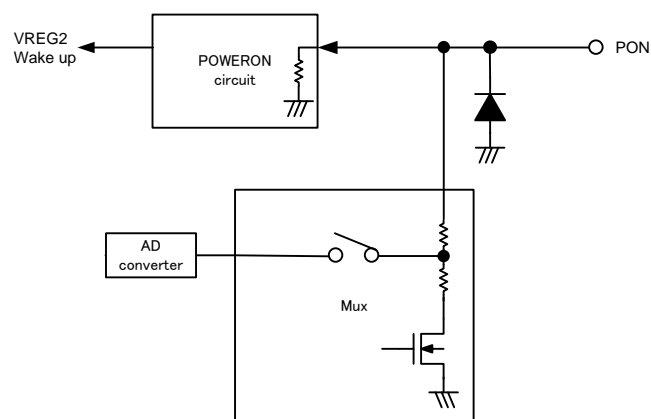 VREG2
Wake up
POWERON
circuit
PON
AD
converter
Mux